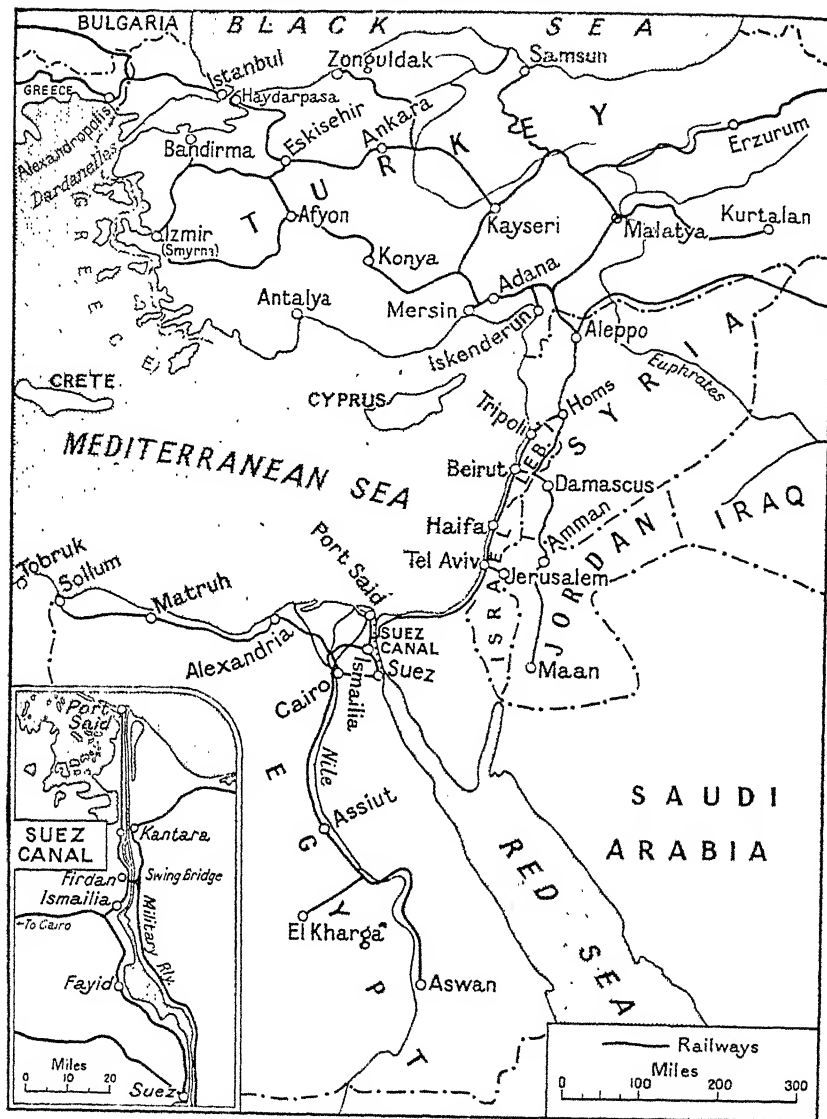 BULGARIA
BLACK SEA
Zonguldak
Samsun
Istanbul
Haydarpasa
GREECE
Alexandropolis
Dardanelles
Bandirma
Eskisehir
Ankara
Erzurum
TURKEY
GREECE
Izmir
(Smyrna)
Afyon
Kayseri
Malatya
Kurtalan
Konya
Adana
Antalya
Mersin
Iskenderun
Aleppo
Euphrates
SYRIA
CRETE
CYPRUS
Tripoli
Homs
LEB.
MEDITERRANEAN SEA
Beirut
Damascus
Haifa
Amman
IRAQ
Tel Aviv
Jerusalem
ISRAEL
JORDAN
Tobruk
Sollum
Matruh
Port Said
Alexandria
SUEZ
CANAL
Cairo
Ismailia
Suez
Maan
Nile
EGYPT
Assiut
El Kharga
Aswan
RED SEA
SAUDI
ARABIA
Port
Said
SUEZ
CANAL
Kantara
Firdan
Swing Bridge
Ismailia
←To Cairo
Military Rly.
Fayid
Miles
0 10 20
Suez
Railways
Miles
0 100 200 300